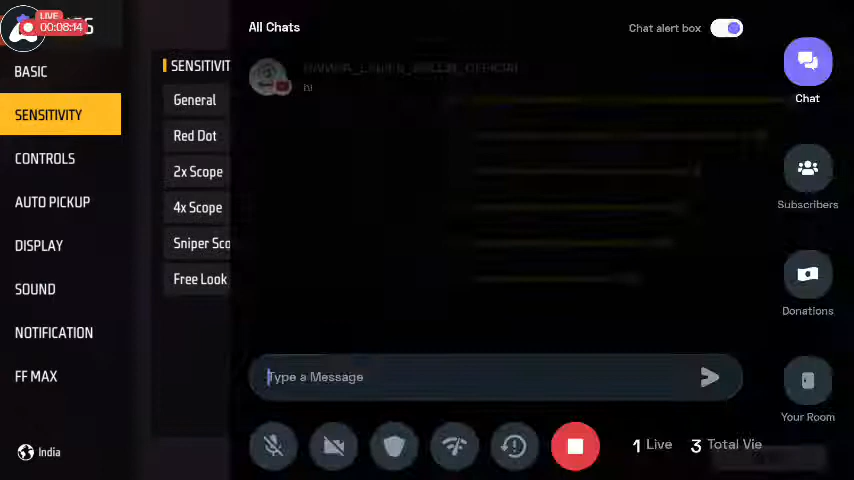 LIVE
00:08:14
BASIC
SENSITIVITY
CONTROLS
AUTO PICKUP
DISPLAY
SOUND
NOTIFICATION
FF MAX
India
SENSITIVIT
General
Red Dot
2x Scope
4x Scope
Sniper Sco
Free Look
All Chats
Chat alert box
hi
Type a Message
1 Live 3 Total Vie
Chat
Subscribers
Donations
Your Room